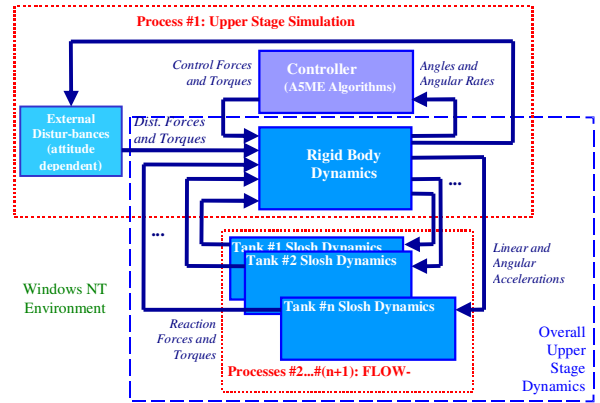 Process #1: Upper Stage Simulation
Control Forces
and Torques
Controller
(A5ME Algorithms)
Angles and
Angular Rates
External
Distur-bances
(attitude
dependent)
Dist. Forces
and Torques
Rigid Body
Dynamics
...
...
Tank #1 Slosh Dynamics
Tank #2 Slosh Dynamics
Tank #n Slosh Dynamics
Linear and
Angular
Accelerations
Windows NT
Environment
Reaction
Forces and
Torques
Processes #2...#(n+1): FLOW-
Overall
Upper
Stage
Dynamics